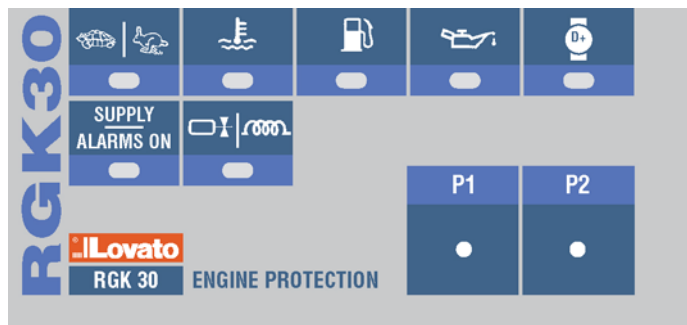 RGK30
D+
SUPPLY
ALARMS ON
P1
P2
Lovato
RGK 30
ENGINE PROTECTION